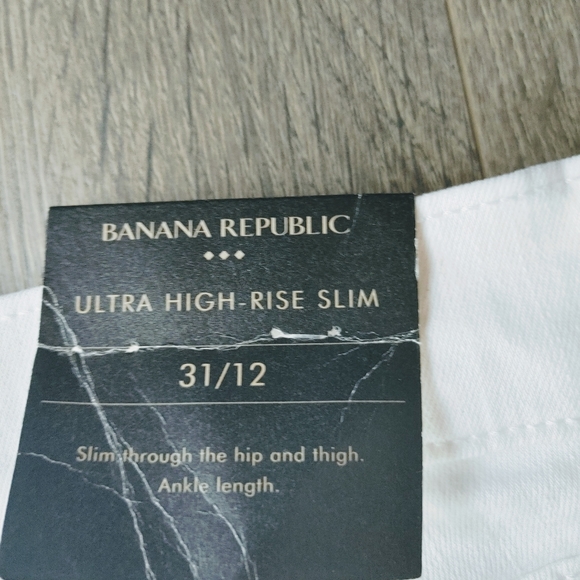 BANANA REPUBLIC
ULTRA HIGH-RISE SLIM
31/12
Slim through the hip and thigh.
Ankle length.